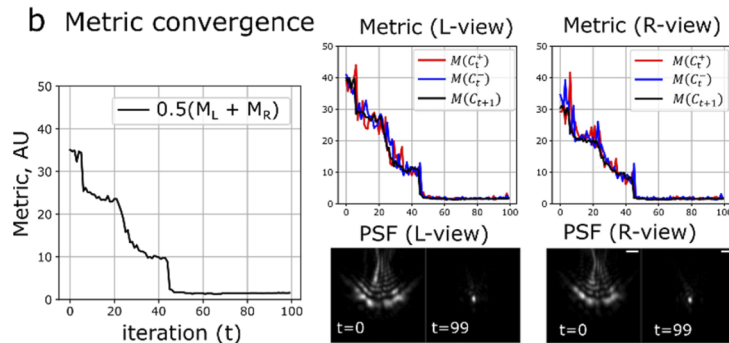 b Metric convergence
50
40
30
20
10
0
Metric, AU
0.5(M_L + M_R)
0 20 40 60 80 100
iteration (t)
Metric (L-view)
50
40
30
20
10
0
M(C_t^+)
M(C_t^-)
M(C_{t+1})
0 20 40 60 80 100
Metric (R-view)
50
40
30
20
10
0
M(C_t^+)
M(C_t^-)
M(C_{t+1})
0 20 40 60 80 100
PSF (L-view)
t=0 t=99
PSF (R-view)
t=0 t=99